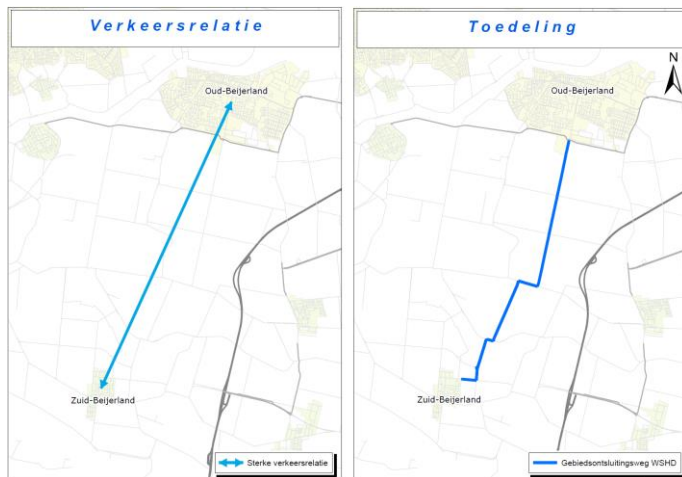 Verkeersrelatie
Oud-Beijerland
Zuid-Beijerland
Sterke verkeersrelatie
Toedeling
N
Oud-Beijerland
Zuid-Beijerland
Gebiedsontsluitingsweg WSHD